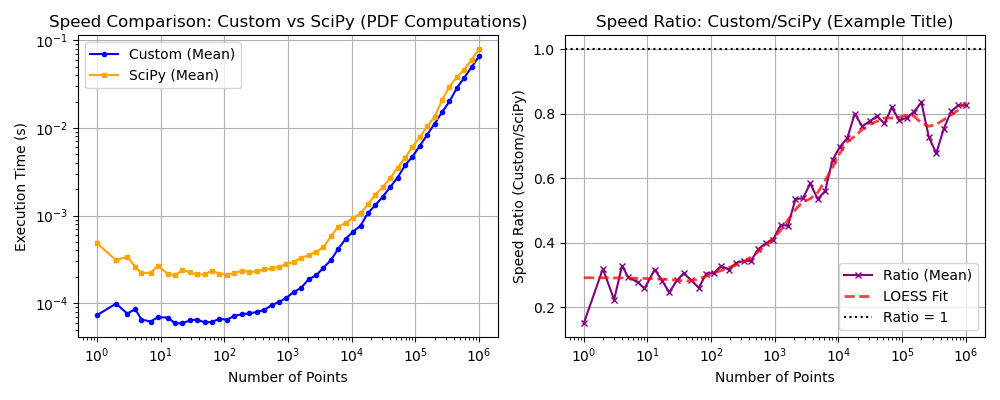 Speed Comparison: Custom vs SciPy (PDF Computations)
Execution Time (s)
10⁻¹
10⁻²
10⁻³
10⁻⁴
Custom (Mean)
SciPy (Mean)
10⁰ 10¹ 10² 10³ 10⁴ 10⁵ 10⁶
Number of Points
Speed Ratio: Custom/SciPy (Example Title)
Speed Ratio (Custom/SciPy)
1.0
0.8
0.6
0.4
0.2
Ratio (Mean)
LOESS Fit
Ratio = 1
10⁰ 10¹ 10² 10³ 10⁴ 10⁵ 10⁶
Number of Points